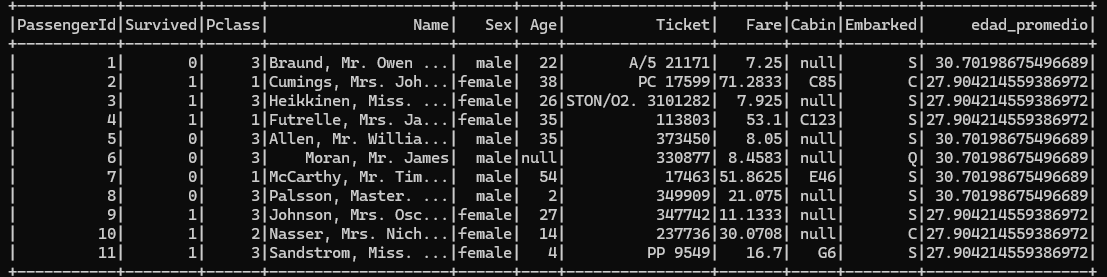 +-----------+--------+------+--------------------+------+----+----------------+-------+-----+--------+------------------+
|PassengerId|Survived|Pclass|                Name|   Sex| Age|          Ticket|   Fare|Cabin|Embarked|     edad_promedio|
+-----------+--------+------+--------------------+------+----+----------------+-------+-----+--------+------------------+
|          1|       0|     3|Braund, Mr. Owen ...|  male|  22|       A/5 21171|   7.25| null|       S| 30.70198675496689|
|          2|       1|     1|Cumings, Mrs. Joh...|female|  38|        PC 17599|71.2833|  C85|       C|27.904214559386972|
|          3|       1|     3|Heikkinen, Miss. ...|female|  26|STON/O2. 3101282|  7.925| null|       S|27.904214559386972|
|          4|       1|     1|Futrelle, Mrs. Ja...|female|  35|          113803|   53.1| C123|       S|27.904214559386972|
|          5|       0|     3|Allen, Mr. Willia...|  male|  35|          373450|   8.05| null|       S| 30.70198675496689|
|          6|       0|     3|    Moran, Mr. James|  male|null|          330877| 8.4583| null|       Q| 30.70198675496689|
|          7|       0|     1|McCarthy, Mr. Tim...|  male|  54|           17463|51.8625|  E46|       S| 30.70198675496689|
|          8|       0|     3|Palsson, Master. ...|  male|   2|          349909| 21.075| null|       S| 30.70198675496689|
|          9|       1|     3|Johnson, Mrs. Osc...|female|  27|          347742|11.1333| null|       S|27.904214559386972|
|         10|       1|     2|Nasser, Mrs. Nich...|female|  14|          237736|30.0708| null|       C|27.904214559386972|
|         11|       1|     3|Sandstrom, Miss. ...|female|   4|         PP 9549|   16.7|   G6|       S|27.904214559386972|
+-----------+--------+------+--------------------+------+----+----------------+-------+-----+--------+------------------+